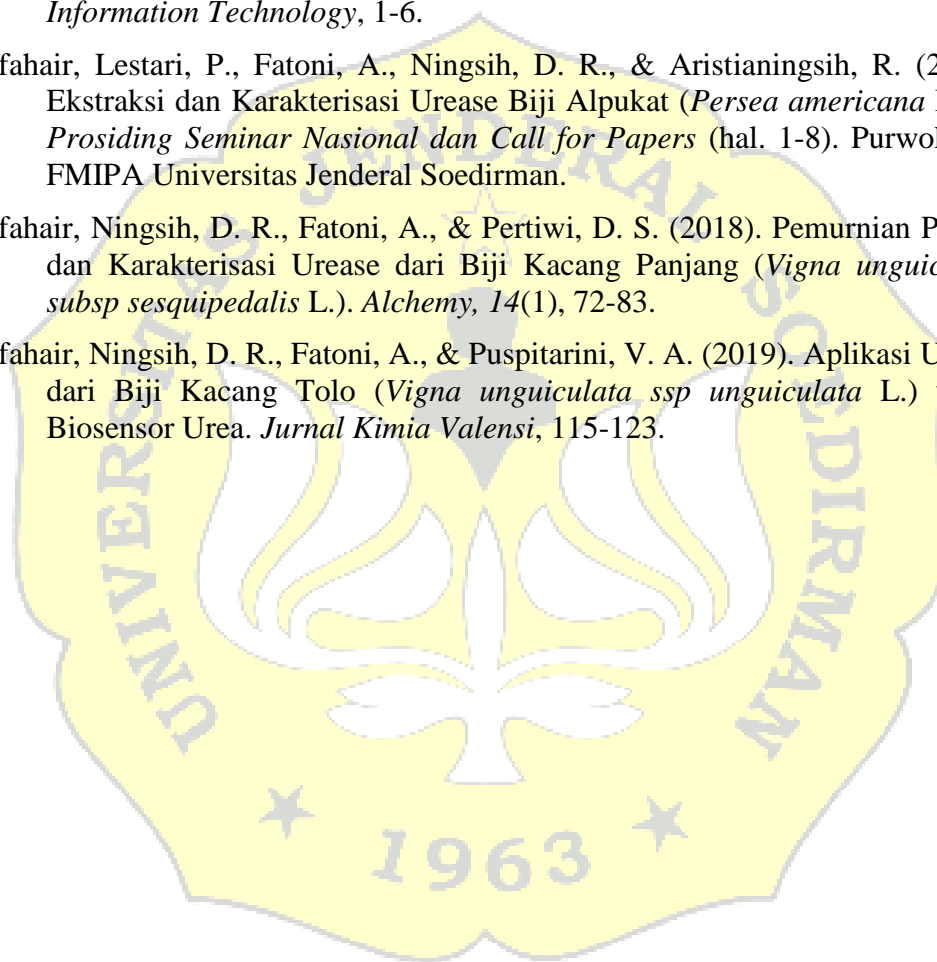 Information Technology, 1-6.
fahair, Lestari, P., Fatoni, A., Ningsih, D. R., & Aristianingsih, R. (2
Ekstraksi dan Karakterisasi Urease Biji Alpukat (Persea americana
Prosiding Seminar Nasional dan Call for Papers (hal. 1-8). Purwol
FMIPA Universitas Jenderal Soedirman.
fahair, Ningsih, D. R., Fatoni, A., & Pertiwi, D. S. (2018). Pemurnian P
dan Karakterisasi Urease dari Biji Kacang Panjang (Vigna unguic
subsp sesquipedalis L.). Alchemy, 14(1), 72-83.
fahair, Ningsih, D. R., Fatoni, A., & Puspitarini, V. A. (2019). Aplikasi U
dari Biji Kacang Tolo (Vigna unguiculata ssp unguiculata L.)
Biosensor Urea. Jurnal Kimia Valensi, 115-123.
UNIVERSITAS JENDERAL SOEDIRMAN
1963